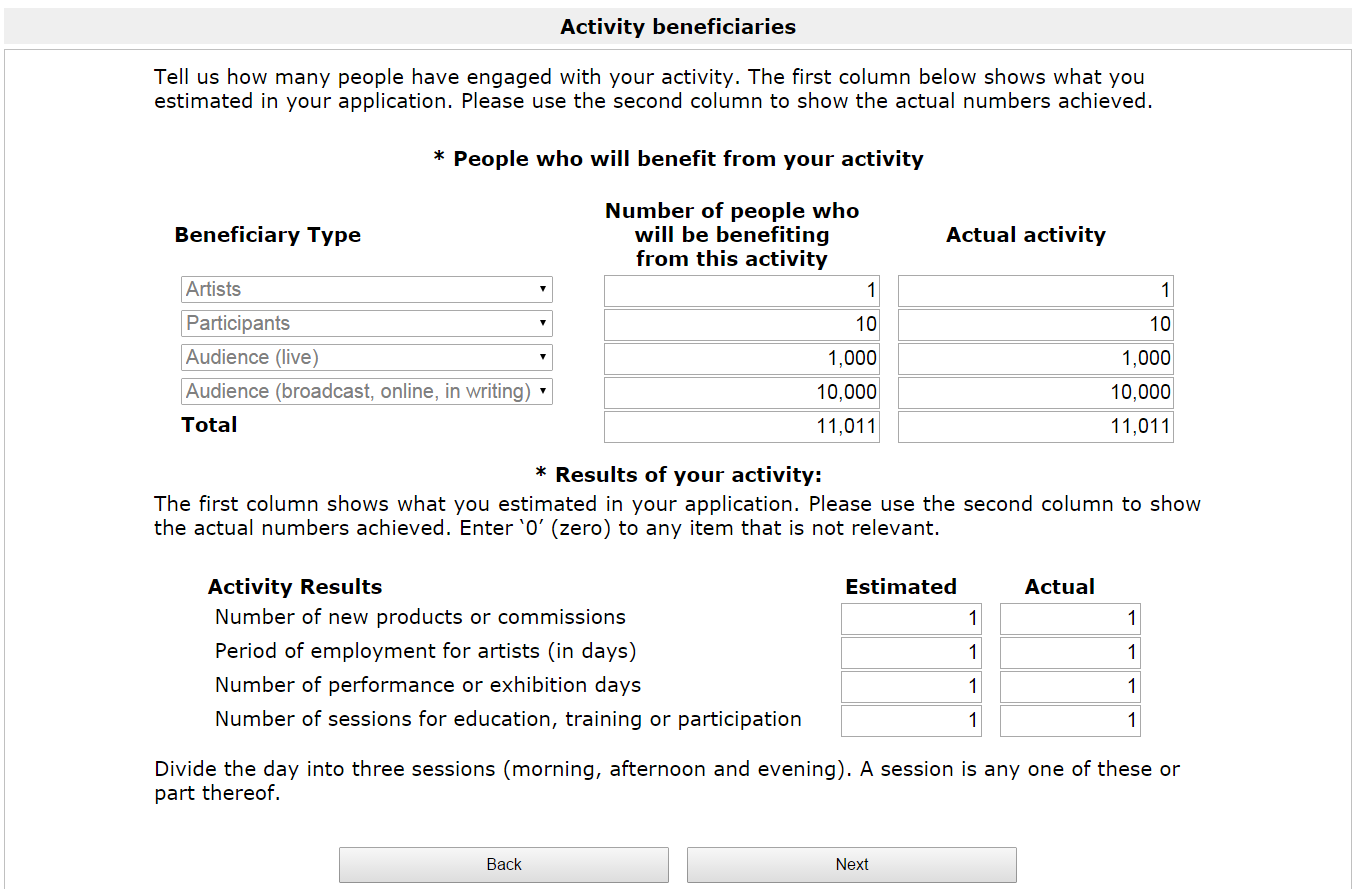 Activity beneficiaries
Tell us how many people have engaged with your activity. The first column below shows what you
estimated in your application. Please use the second column to show the actual numbers achieved.
* People who will benefit from your activity
Beneficiary Type
Number of people who
will be benefiting
from this activity
Actual activity
Artists 1 1
Participants 10 10
Audience (live) 1,000 1,000
Audience (broadcast, online, in writing) 10,000 10,000
Total 11,011 11,011
* Results of your activity:
The first column shows what you estimated in your application. Please use the second column to show
the actual numbers achieved. Enter ‘0’ (zero) to any item that is not relevant.
Activity Results Estimated Actual
Number of new products or commissions 1 1
Period of employment for artists (in days) 1 1
Number of performance or exhibition days 1 1
Number of sessions for education, training or participation 1 1
Divide the day into three sessions (morning, afternoon and evening). A session is any one of these or
part thereof.
Back Next